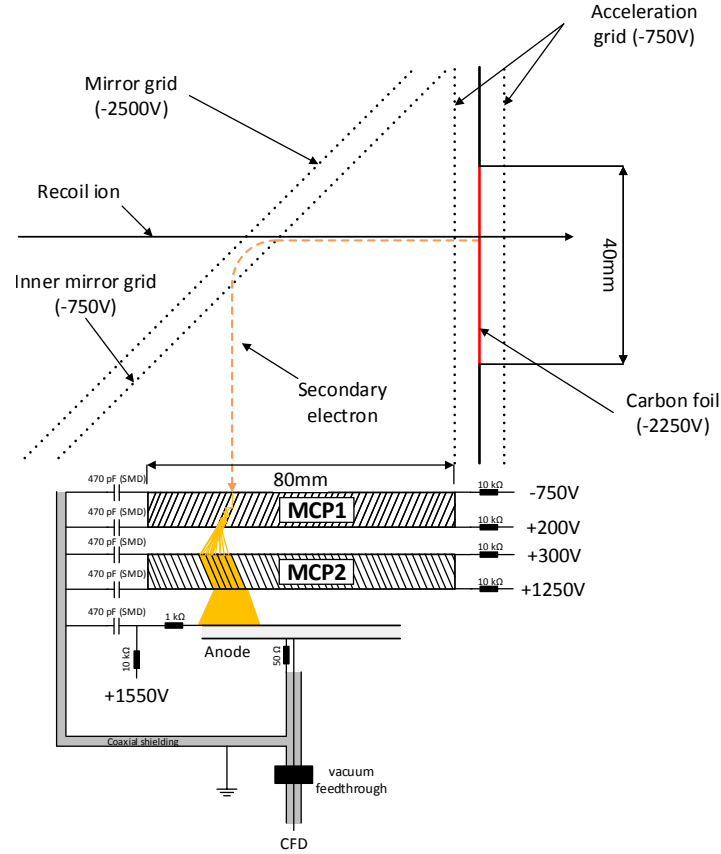 Acceleration
grid (-750V)
Mirror grid
(-2500V)
Recoil ion
40mm
Inner mirror grid
(-750V)
Secondary
electron
Carbon foil
(-2250V)
80mm
470 pF (SMD)
MCP1
10 kΩ
-750V
470 pF (SMD)
10 kΩ
+200V
470 pF (SMD)
10 kΩ
+300V
470 pF (SMD)
MCP2
10 kΩ
+1250V
470 pF (SMD)
1 kΩ
Anode
10 kΩ
50 Ω
+1550V
Coaxial shielding
vacuum
feedthrough
CFD